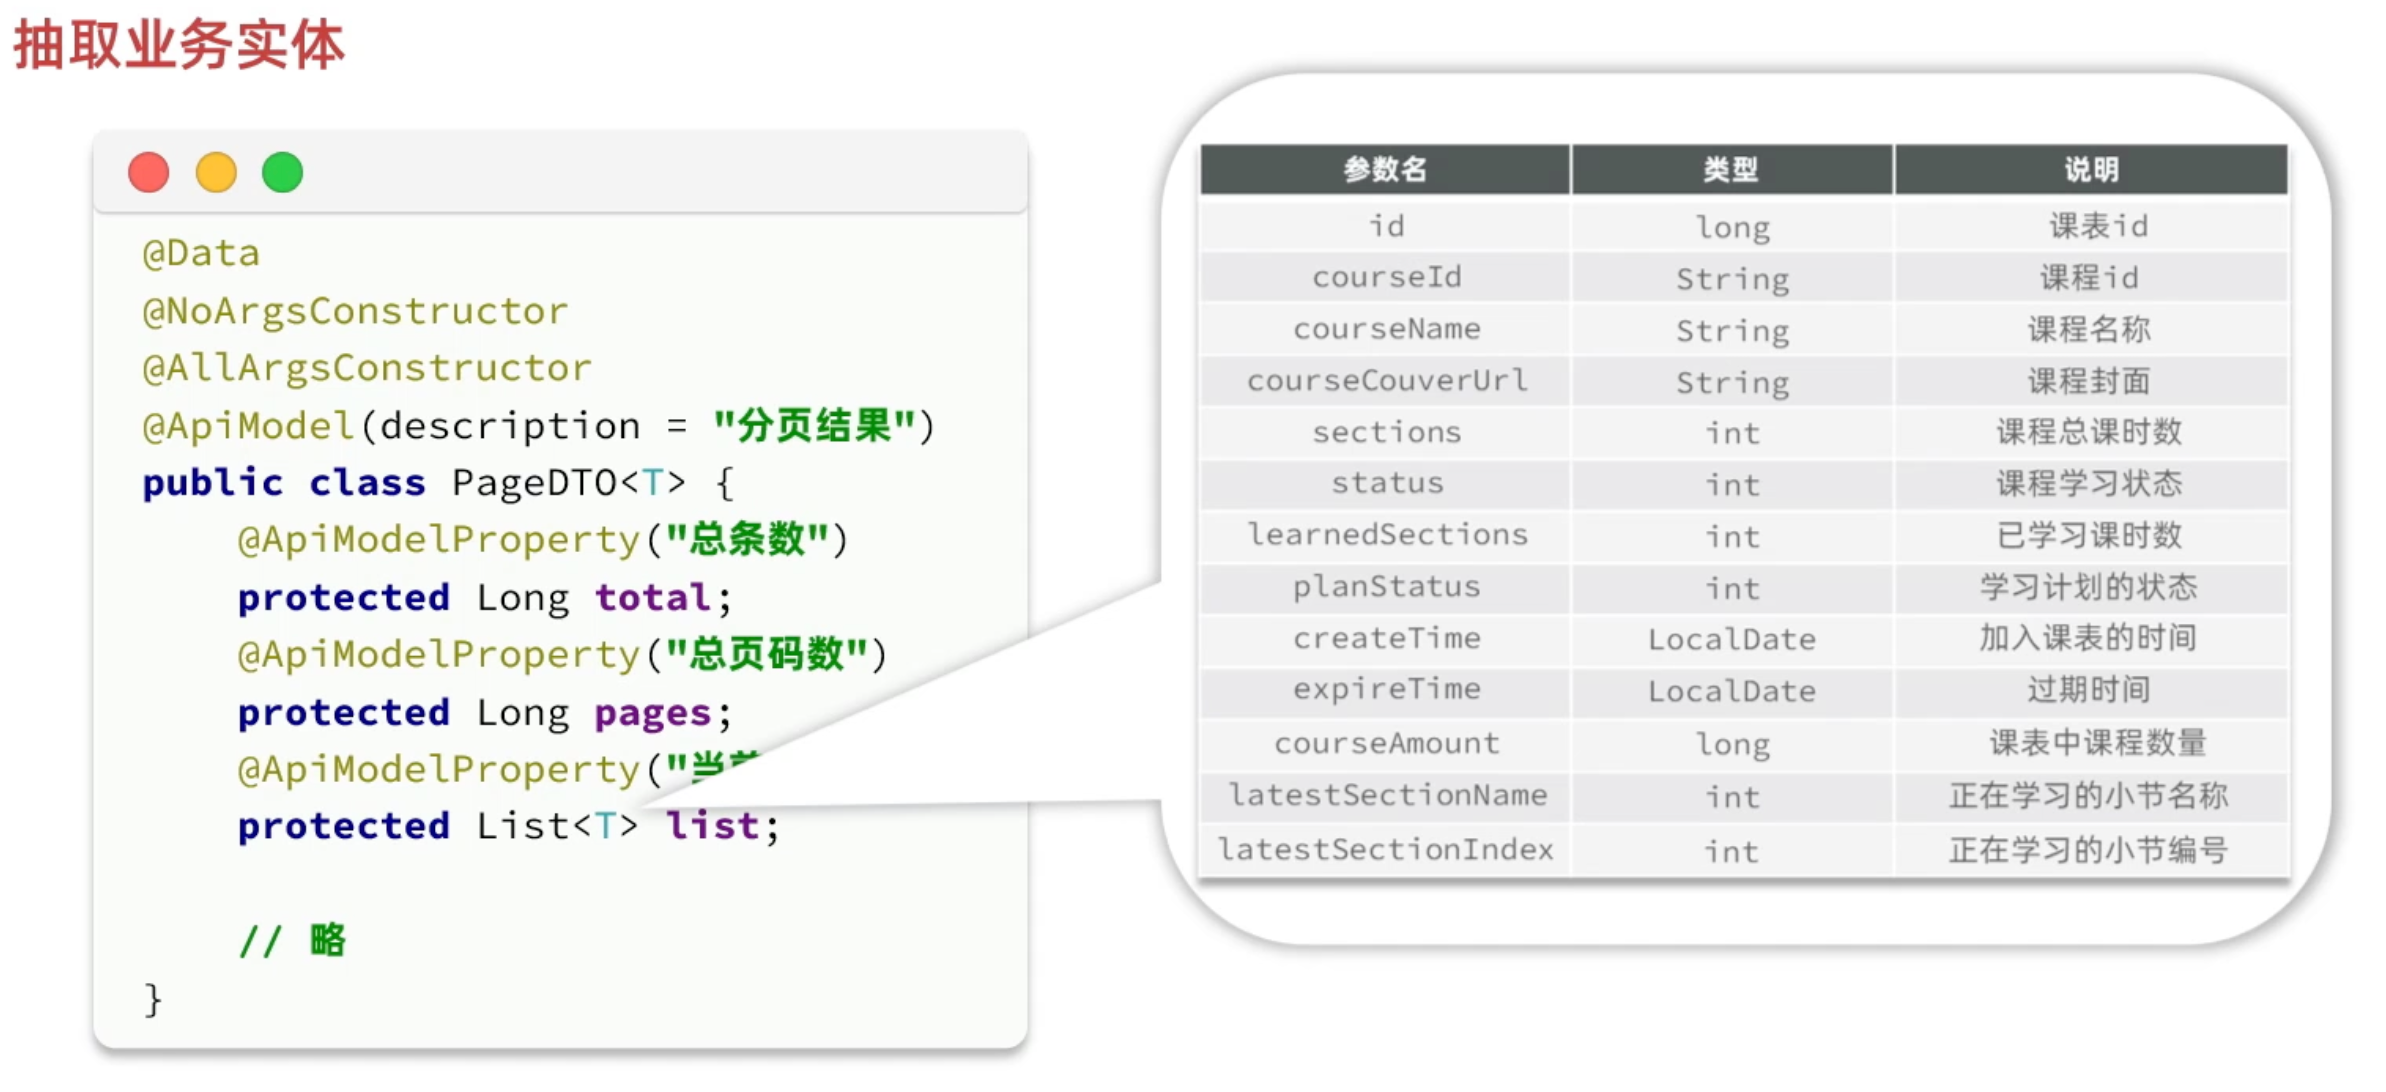 抽取业务实体
@Data
@NoArgsConstructor
@AllArgsConstructor
@ApiModel(description = "分页结果")
public class PageDTO<T> {
@ApiModelProperty("总条数")
protected Long total;
@ApiModelProperty("总页码数")
protected Long pages;
@ApiModelProperty("当
protected List<T> list;
// 略
}
参数名 类型 说明
id long 课表id
courseId String 课程id
courseName String 课程名称
courseCouverUrl String 课程封面
sections int 课程总课时数
status int 课程学习状态
learnedSections int 已学习课时数
planStatus int 学习计划的状态
createTime LocalDate 加入课表的时间
expireTime LocalDate 过期时间
courseAmount long 课表中课程数量
latestSectionName int 正在学习的小节名称
latestSectionIndex int 正在学习的小节编号